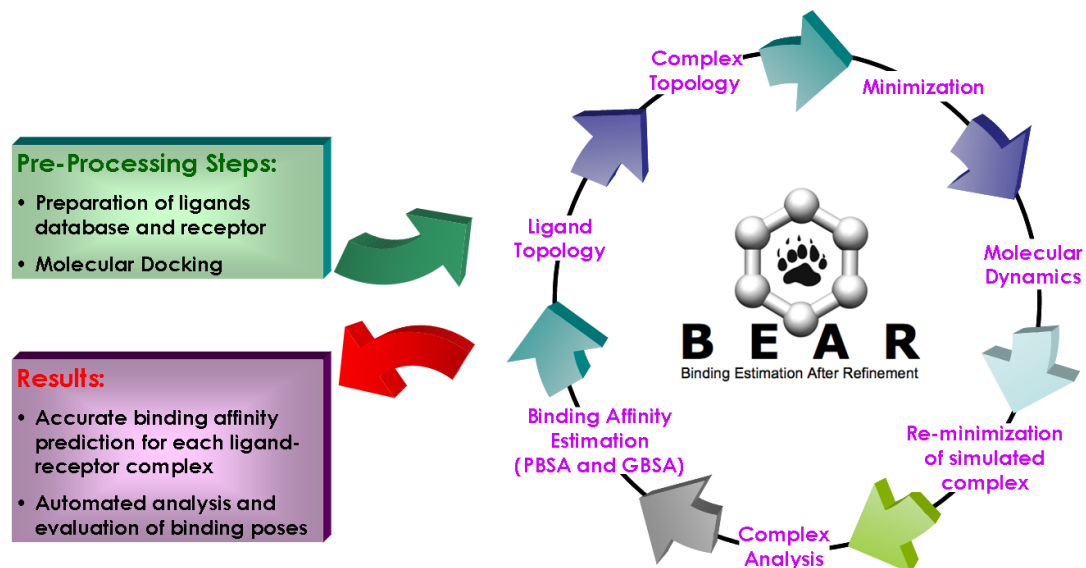 Pre-Processing Steps:
• Preparation of ligands
database and receptor
• Molecular Docking
Results:
• Accurate binding affinity
prediction for each ligand-
receptor complex
• Automated analysis and
evaluation of binding poses
Ligand
Topology
Complex
Topology
Minimization
Molecular
Dynamics
Re-minimization
of simulated
complex
Complex
Analysis
Binding Affinity
Estimation
(PBSA and GBSA)
BEAR
Binding Estimation After Refinement